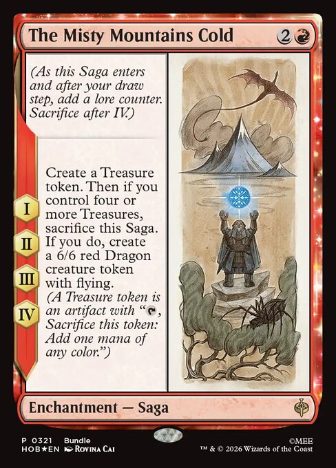 The Misty Mountains Cold 2
(As this Saga enters
and after your draw
step, add a lore counter.
Sacrifice after IV.)
I
II
III
IV
Create a Treasure
token. Then if you
control four or
more Treasures,
sacrifice this Saga.
If you do, create
a 6/6 red Dragon
creature token
with flying.
(A Treasure token is
an artifact with “,
Sacrifice this token:
Add one mana of
any color.”)
Enchantment — Saga
P 0321 Bundle
HOB★EN Rovina Cai
©MEE
™ & © 2026 Wizards of the Coast